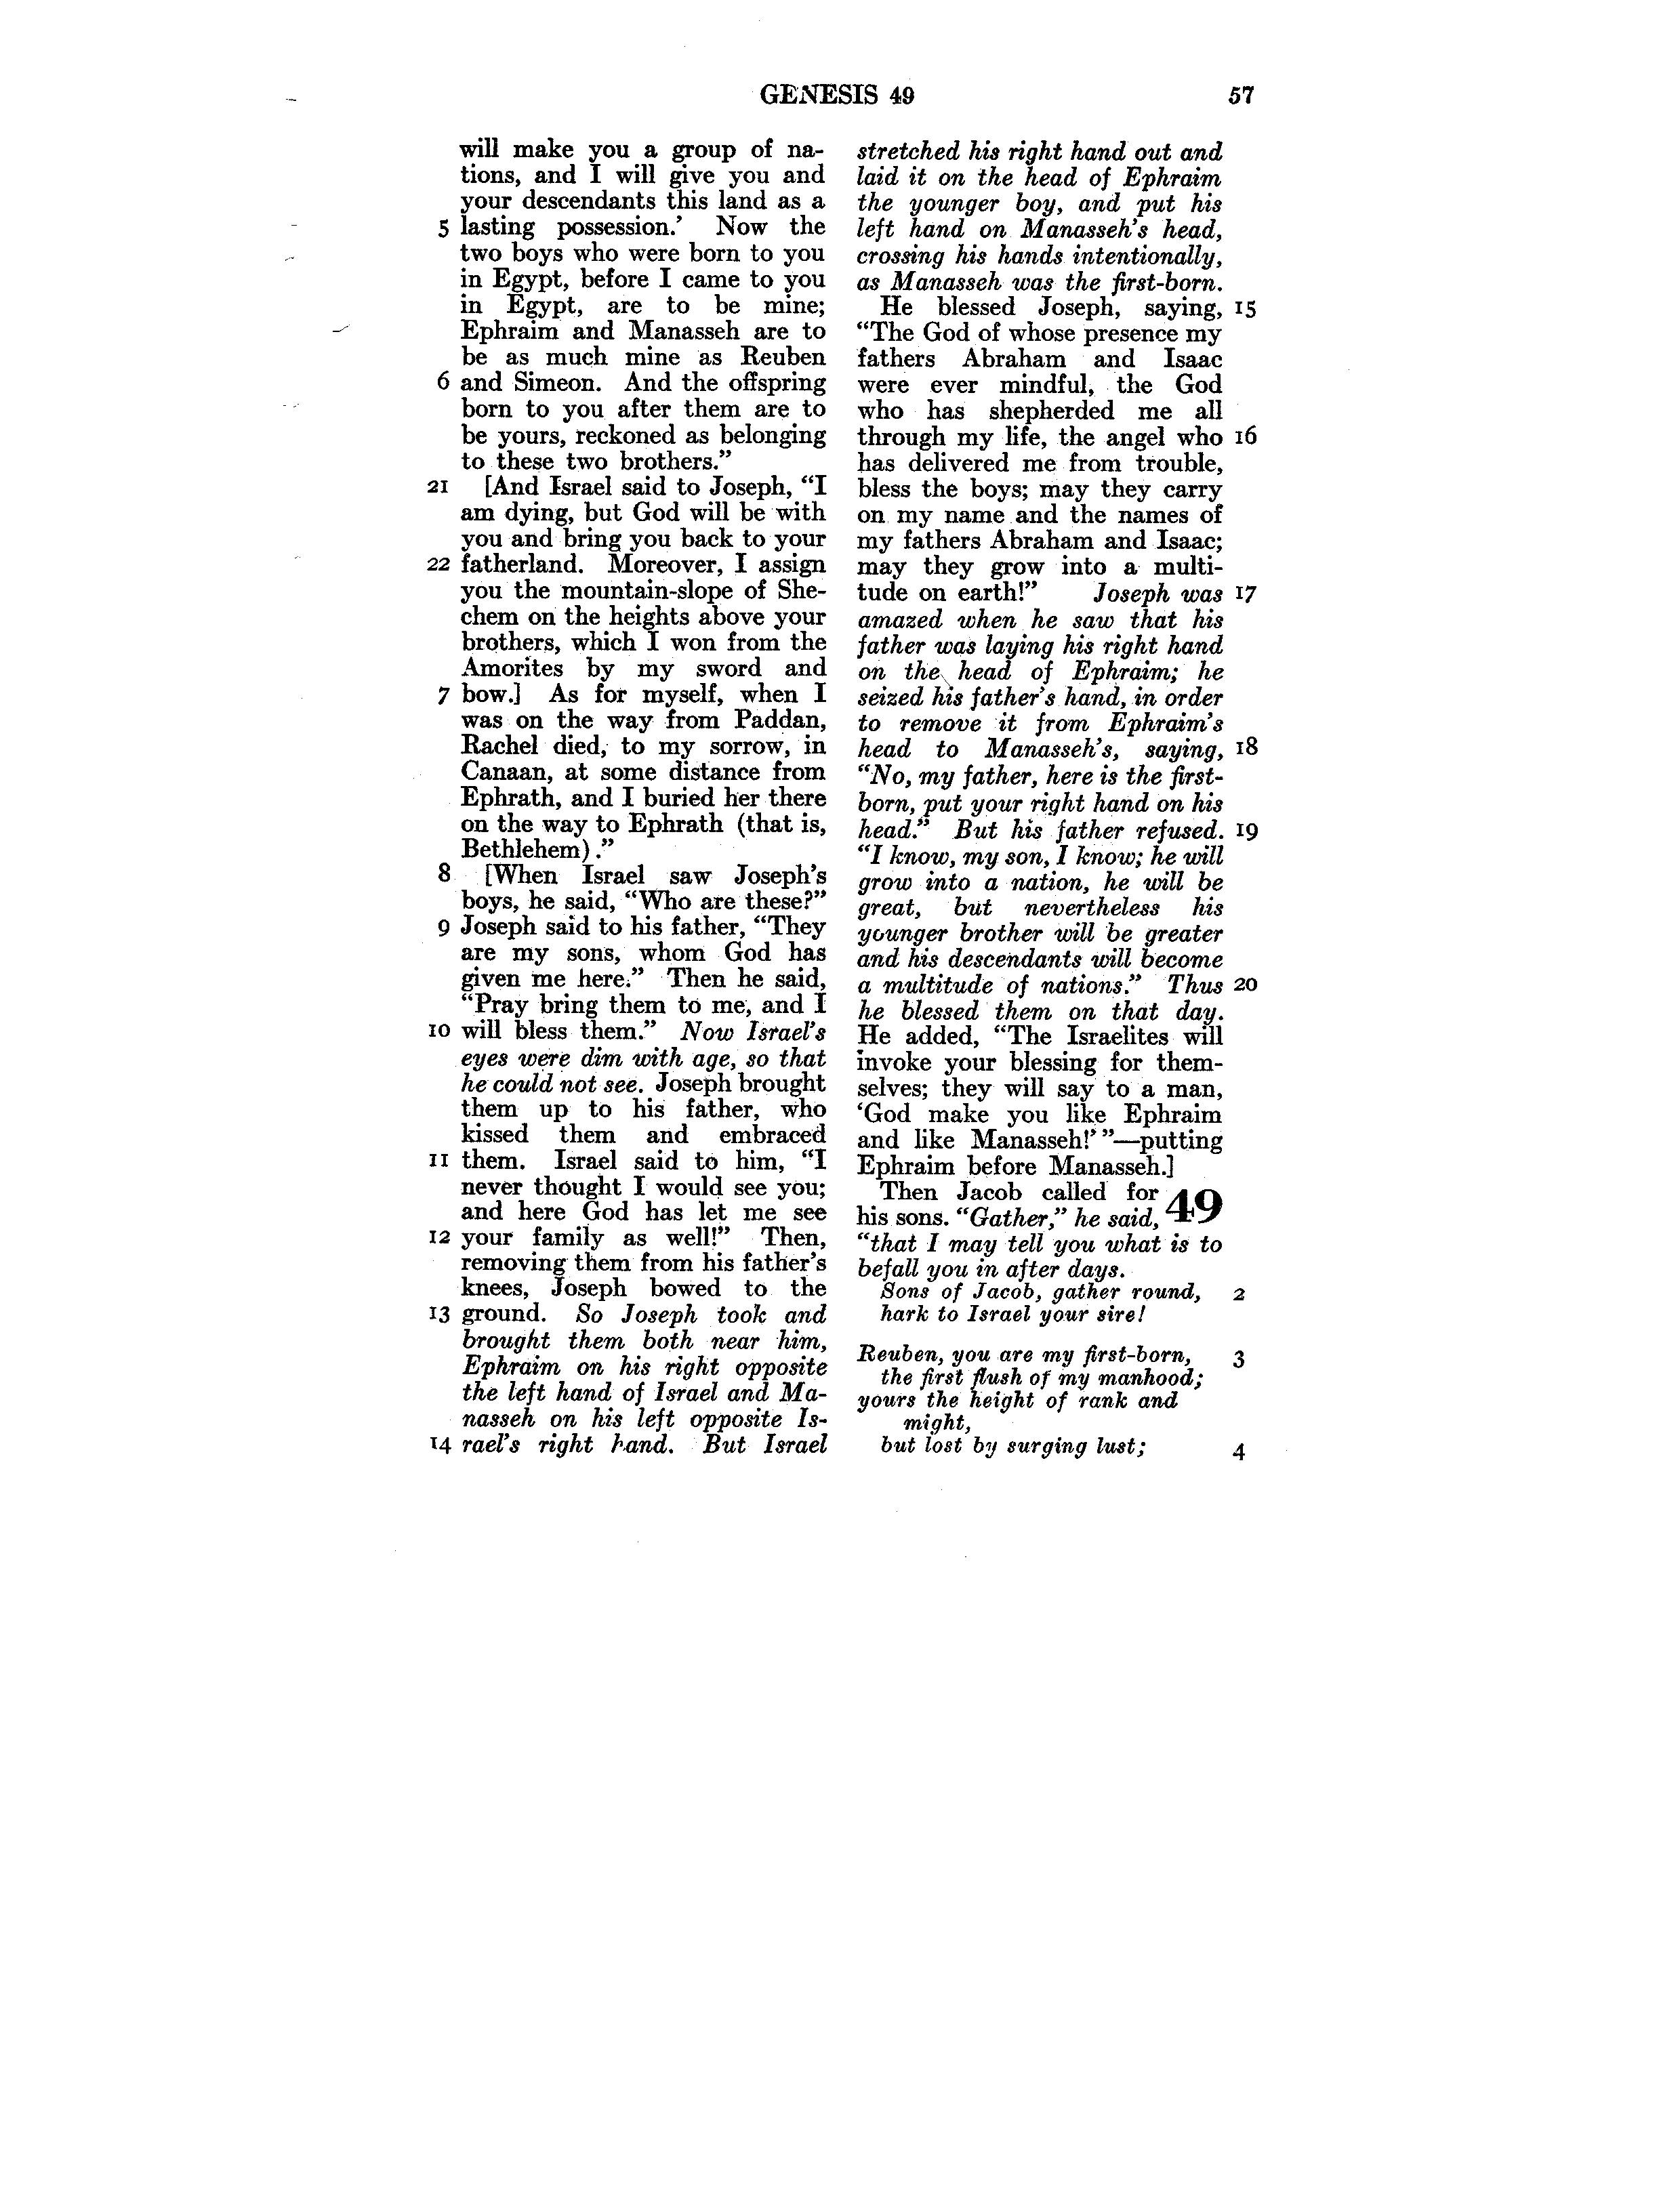 GENESIS 49 57
will make you a group of na-
tions, and I will give you and
your descendants this land as a
5 lasting possession.’ Now the
two boys who were born to you
in Egypt, before I came to you
in Egypt, are to be mine;
Ephraim and Manasseh are to
be as much mine as Reuben
6 and Simeon. And the offspring
born to you after them are to
be yours, reckoned as belonging
to these two brothers.”
21 [And Israel said to Joseph, “I
am dying, but God will be with
you and bring you back to your
22 fatherland. Moreover, I assign
you the mountain-slope of She-
chem on the heights above your
brothers, which I won from the
Amorites by my sword and
7 bow.] As for myself, when I
was on the way from Paddan,
Rachel died, to my sorrow, in
Canaan, at some distance from
Ephrath, and I buried her there
on the way to Ephrath (that is,
Bethlehem).”
8 [When Israel saw Joseph’s
boys, he said, “Who are these?”
9 Joseph said to his father, “They
are my sons, whom God has
given me here.” Then he said,
“Pray bring them to me, and I
10 will bless them.” Now Israel’s
eyes were dim with age, so that
he could not see. Joseph brought
them up to his father, who
kissed them and embraced
11 them. Israel said to him, “I
never thought I would see you;
and here God has let me see
12 your family as well!” Then,
removing them from his father’s
knees, Joseph bowed to the
13 ground. So Joseph took and
brought them both near him,
Ephraim on his right opposite
the left hand of Israel and Ma-
nasseh on his left opposite Is-
14 rael’s right hand. But Israel
stretched his right hand out and
laid it on the head of Ephraim
the younger boy, and put his
left hand on Manasseh’s head,
crossing his hands intentionally,
as Manasseh was the first-born.
He blessed Joseph, saying, 15
“The God of whose presence my
fathers Abraham and Isaac
were ever mindful, the God
who has shepherded me all
through my life, the angel who 16
has delivered me from trouble,
bless the boys; may they carry
on my name and the names of
my fathers Abraham and Isaac;
may they grow into a multi-
tude on earth!” Joseph was 17
amazed when he saw that his
father was laying his right hand
on the head of Ephraim; he
seized his father’s hand, in order
to remove it from Ephraim’s
head to Manasseh’s, saying, 18
“No, my father, here is the first-
born, put your right hand on his
head.” But his father refused. 19
“I know, my son, I know; he will
grow into a nation, he will be
great, but nevertheless his
younger brother will be greater
and his descendants will become
a multitude of nations.” Thus 20
he blessed them on that day.
He added, “The Israelites will
invoke your blessing for them-
selves; they will say to a man,
‘God make you like Ephraim
and like Manasseh!’”—putting
Ephraim before Manasseh.]
Then Jacob called for 49
his sons. “Gather,” he said,
“that I may tell you what is to
befall you in after days.
Sons of Jacob, gather round, 2
hark to Israel your sire!
Reuben, you are my first-born, 3
the first flush of my manhood;
yours the height of rank and
might,
but lost by surging lust; 4